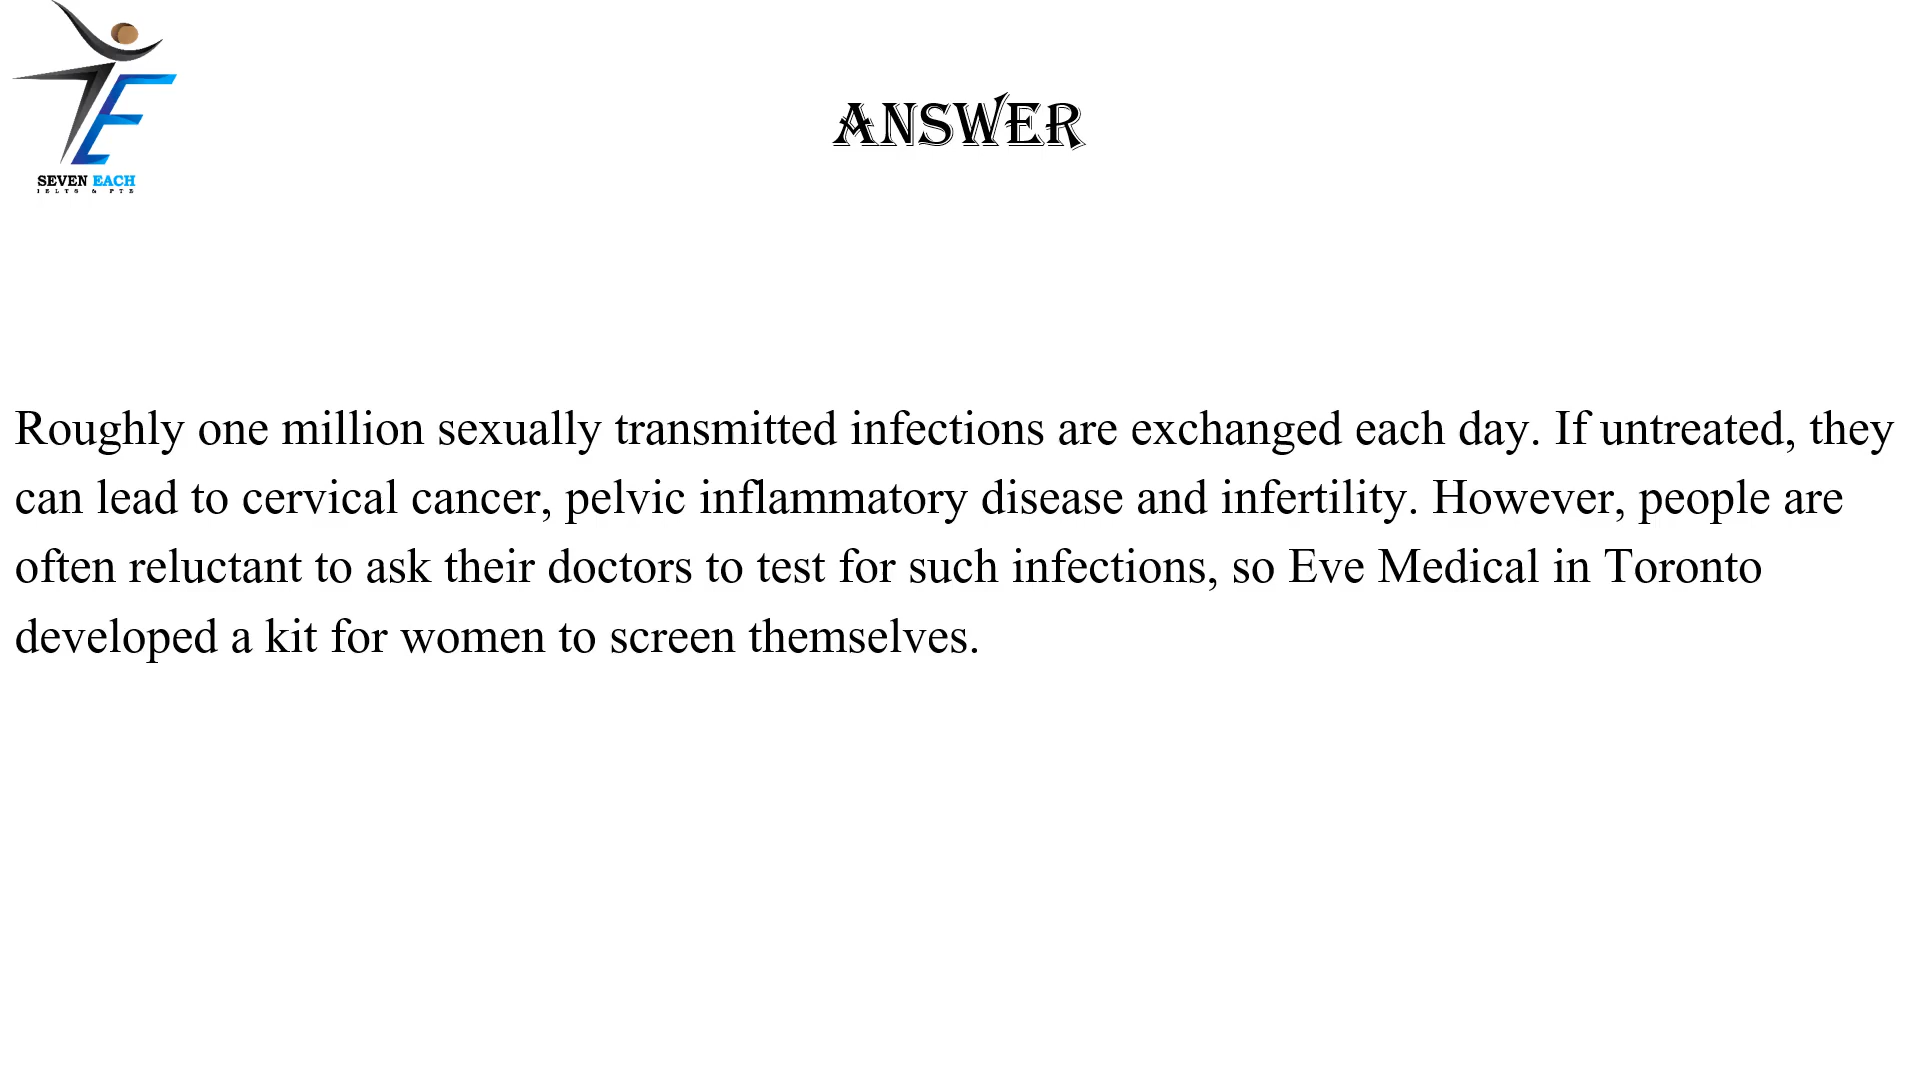 ANSWER
SEVEN EACH
IELTS & PTE
Roughly one million sexually transmitted infections are exchanged each day. If untreated, they
can lead to cervical cancer, pelvic inflammatory disease and infertility. However, people are
often reluctant to ask their doctors to test for such infections, so Eve Medical in Toronto
developed a kit for women to screen themselves.